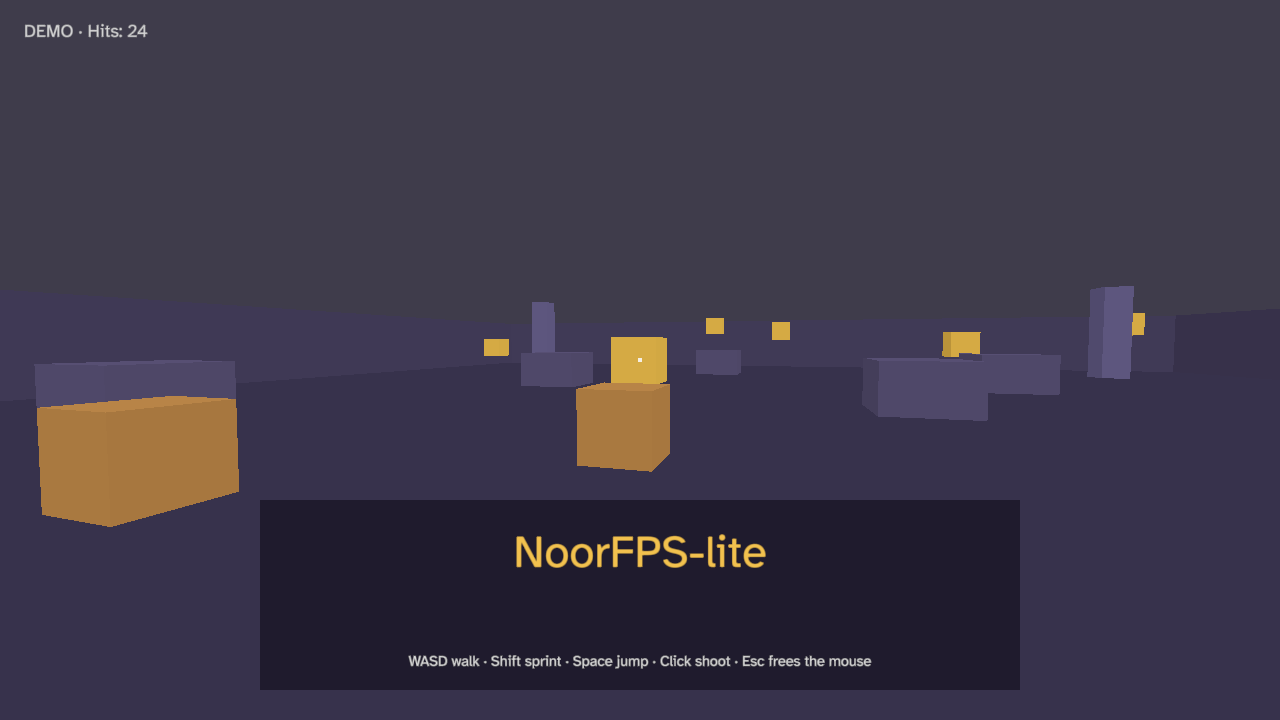 DEMO · Hits: 24
NoorFPS-lite
WASD walk · Shift sprint · Space jump · Click shoot · Esc frees the mouse